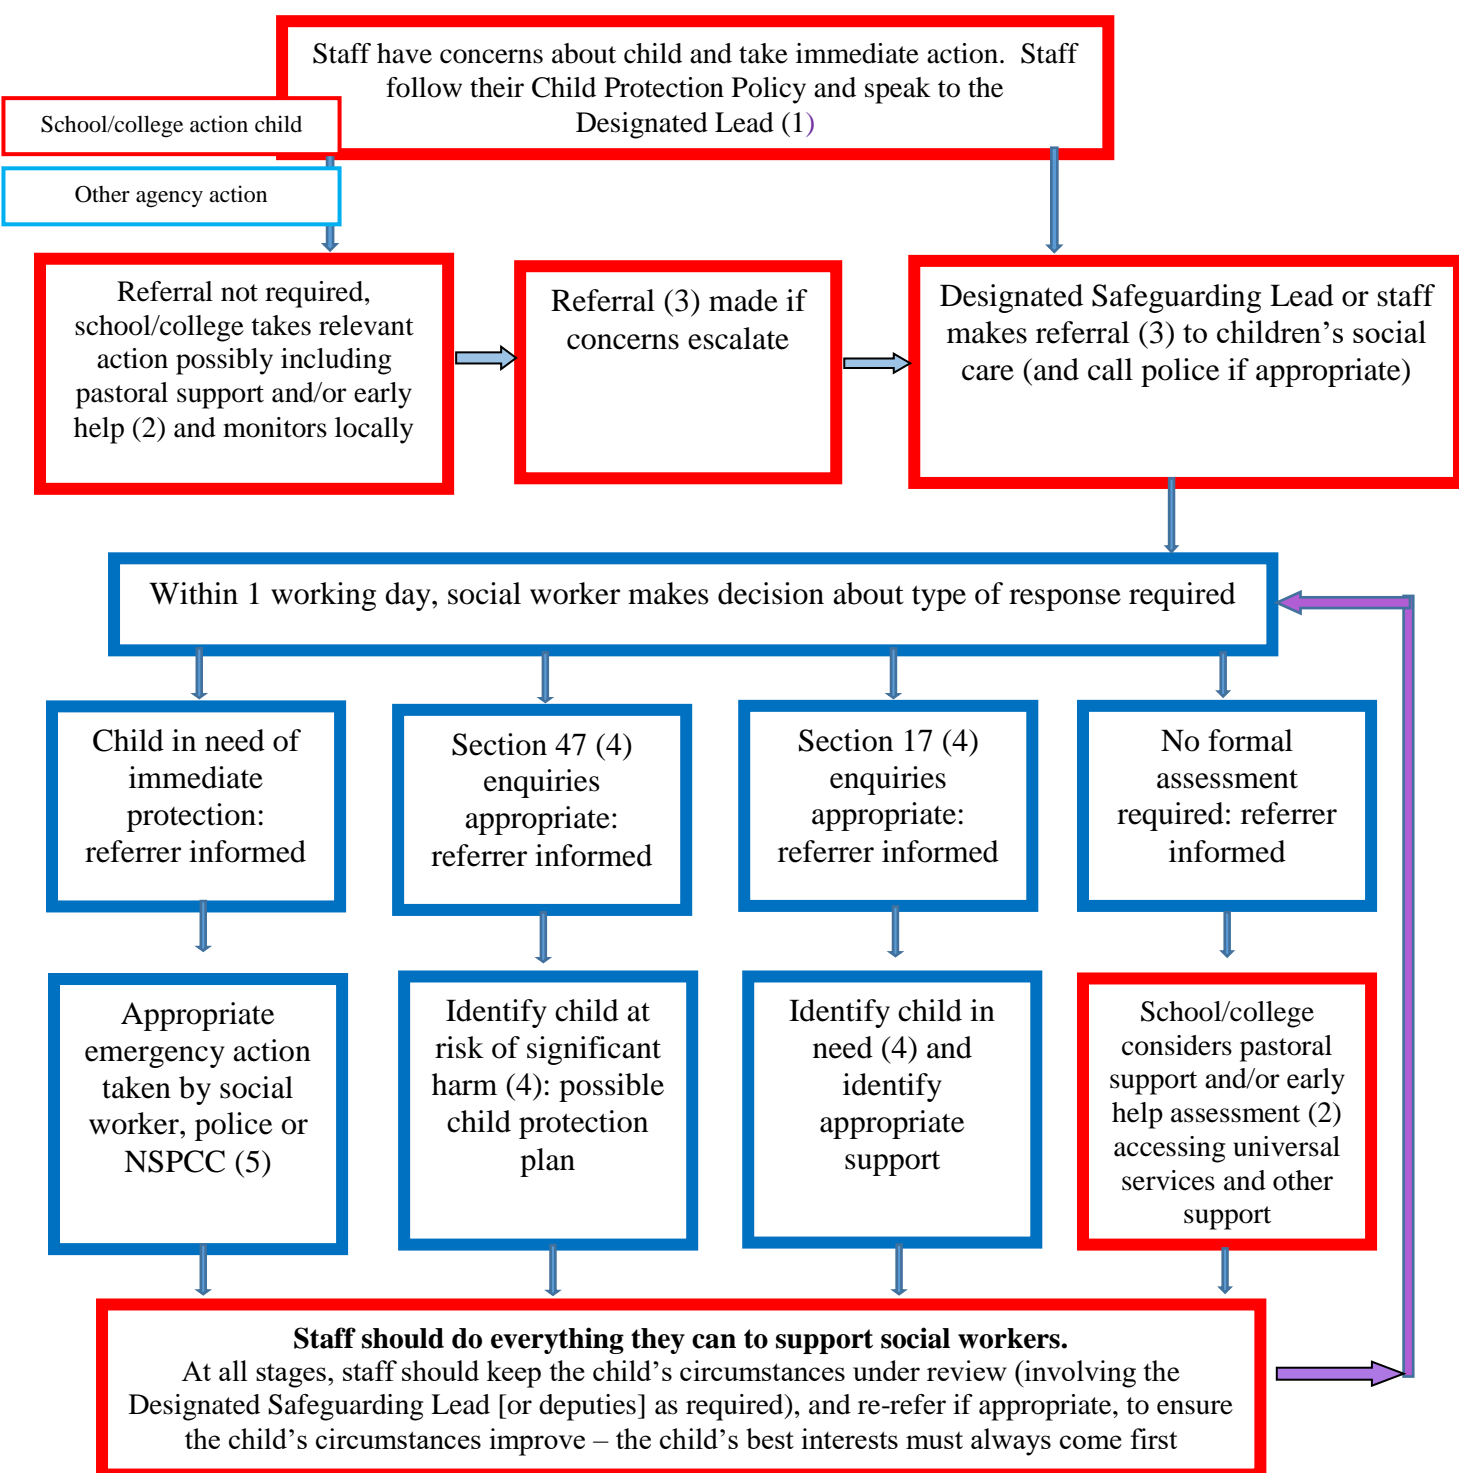 Staff have concerns about child and take immediate action.  Staff
follow their Child Protection Policy and speak to the
Designated Lead (1)
School/college action child
Other agency action
Referral not required,
school/college takes relevant
action possibly including
pastoral support and/or early
help (2) and monitors locally
Referral (3) made if
concerns escalate
Designated Safeguarding Lead or staff
makes referral (3) to children’s social
care (and call police if appropriate)
Within 1 working day, social worker makes decision about type of response required
Child in need of
immediate
protection:
referrer informed
Section 47 (4)
enquiries
appropriate:
referrer informed
Section 17 (4)
enquiries
appropriate:
referrer informed
No formal
assessment
required: referrer
informed
Appropriate
emergency action
taken by social
worker, police or
NSPCC (5)
Identify child at
risk of significant
harm (4): possible
child protection
plan
Identify child in
need (4) and
identify
appropriate
support
School/college
considers pastoral
support and/or early
help assessment (2)
accessing universal
services and other
support
Staff should do everything they can to support social workers.
At all stages, staff should keep the child’s circumstances under review (involving the
Designated Safeguarding Lead [or deputies] as required), and re-refer if appropriate, to ensure
the child’s circumstances improve – the child’s best interests must always come first